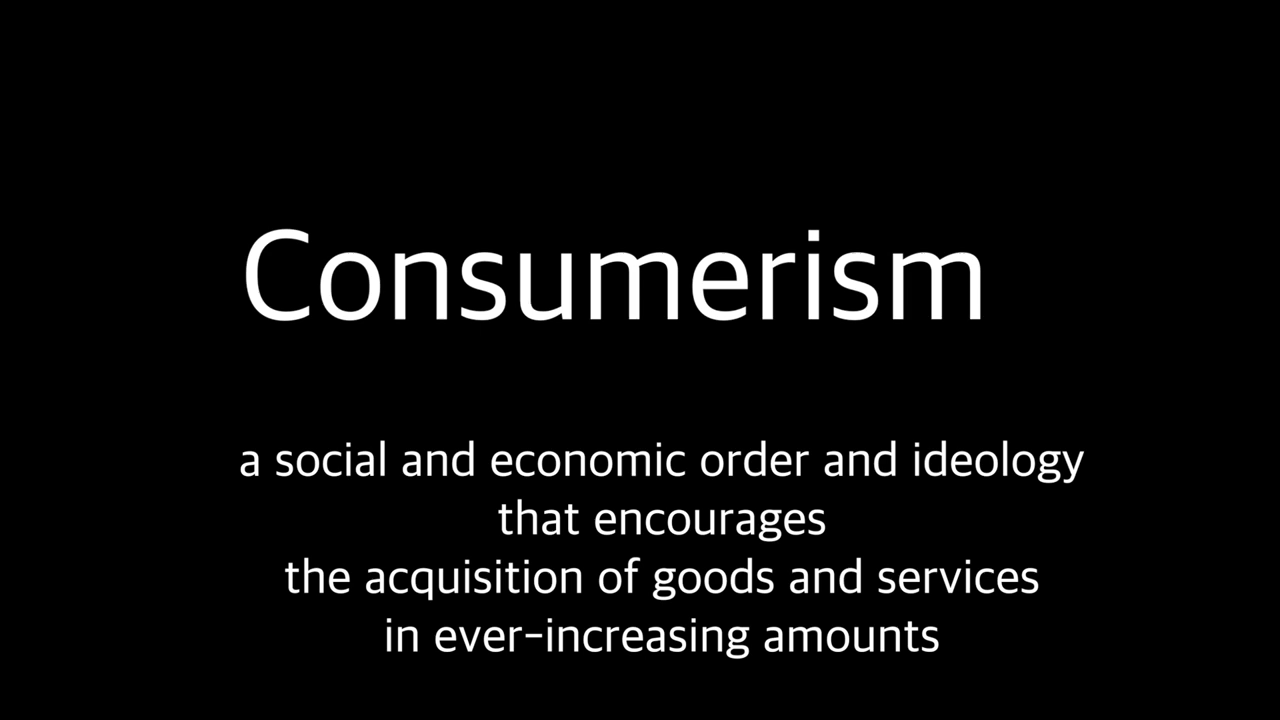 Consumerism
a social and economic order and ideology
that encourages
the acquisition of goods and services
in ever-increasing amounts